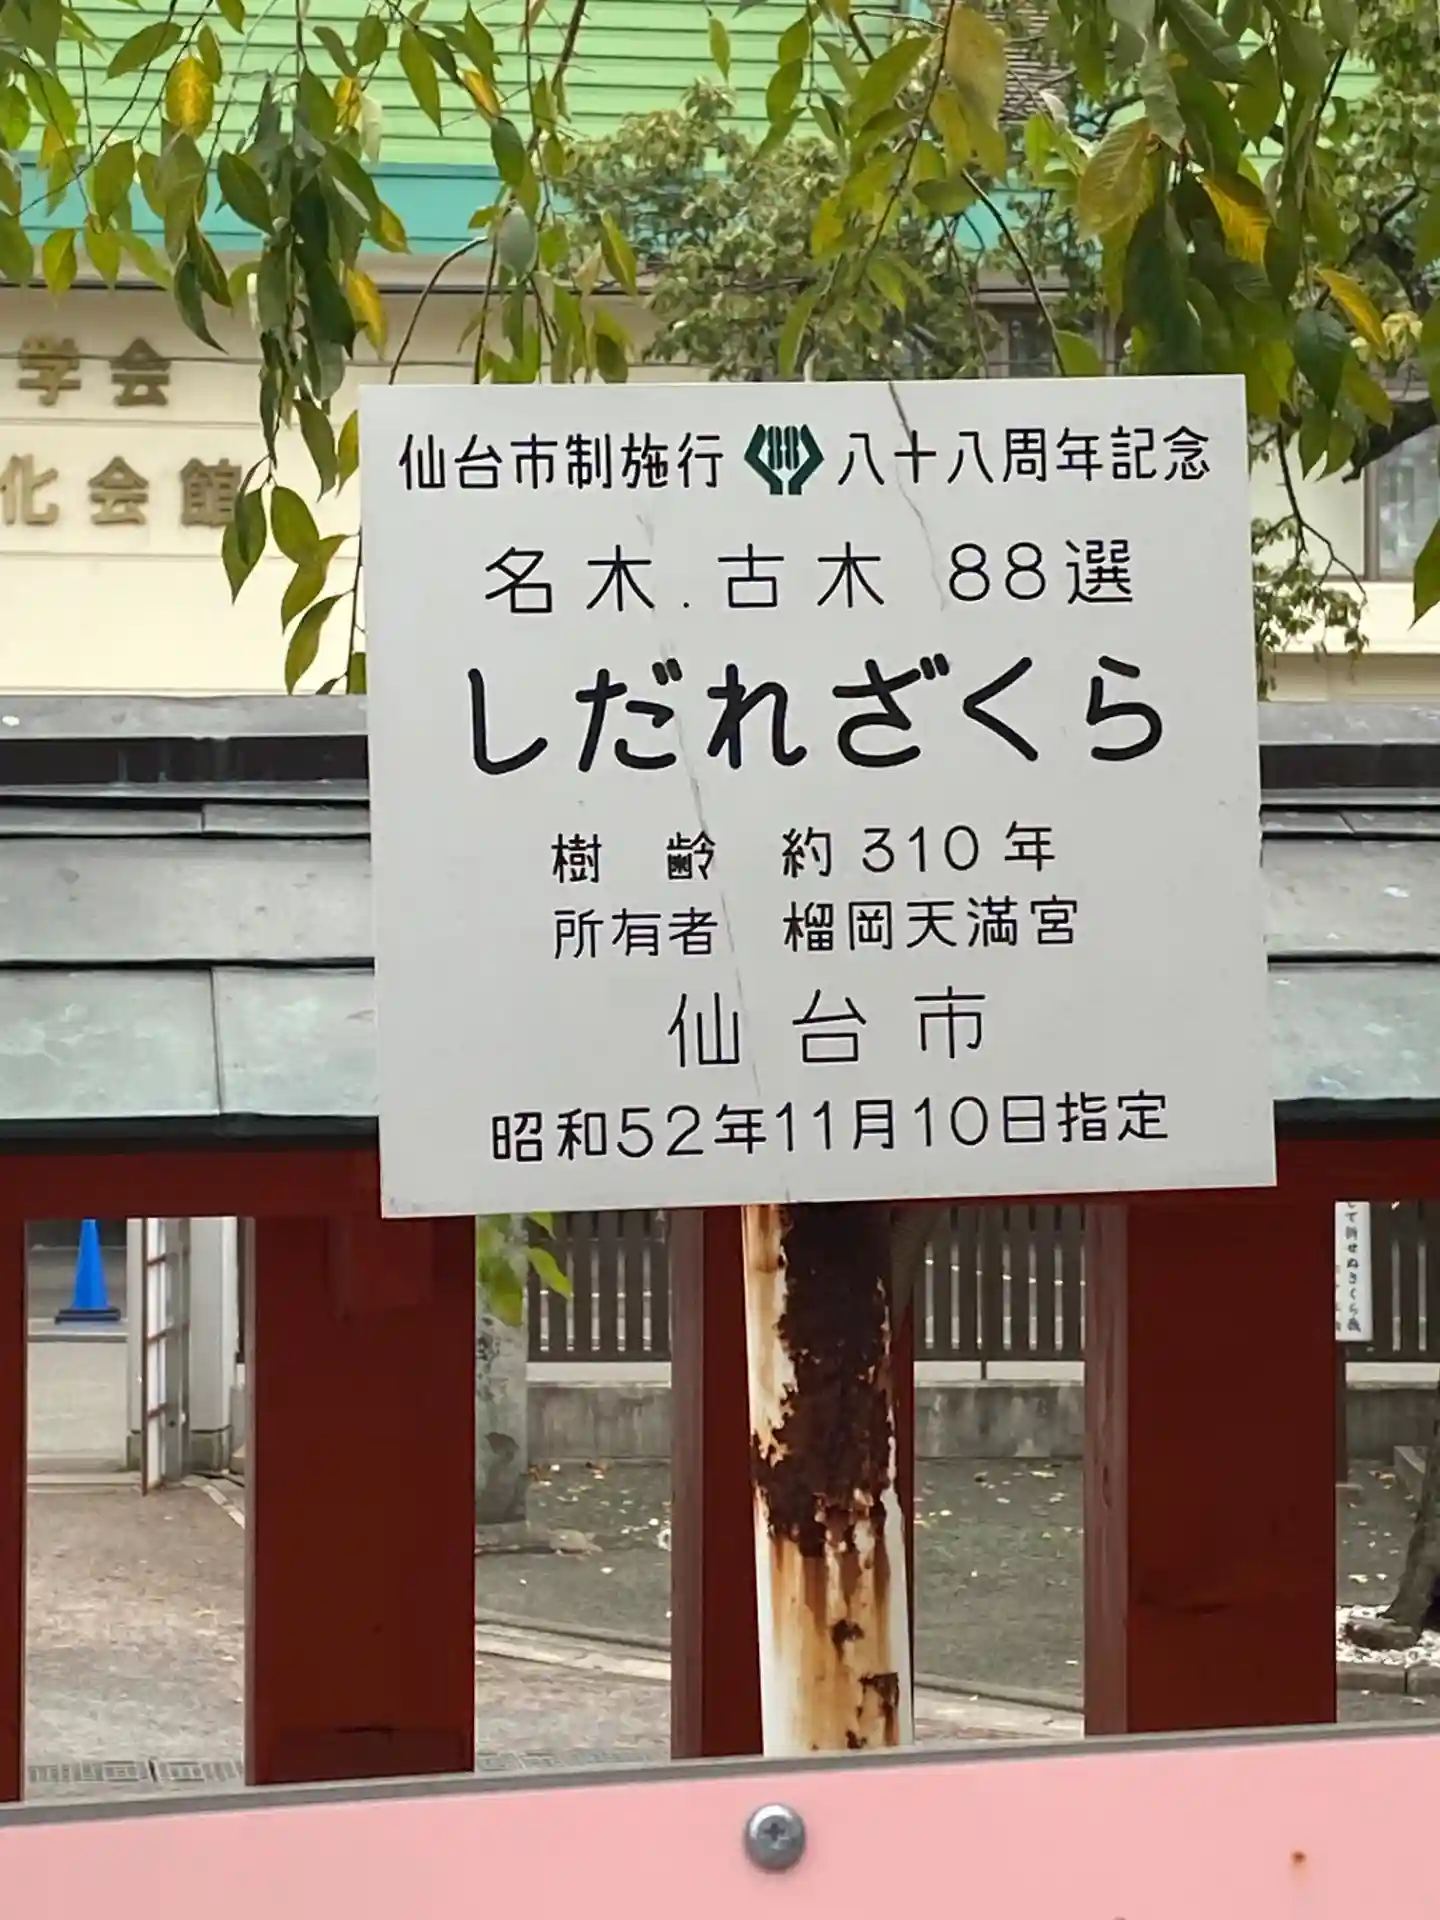 学会
化会館
仙台市制施行 88 八十八周年記念
名木.古木 88選
しだれざくら
樹 齢 約310年
所有者 榴岡天満宮
仙台市
昭和52年11月10日指定